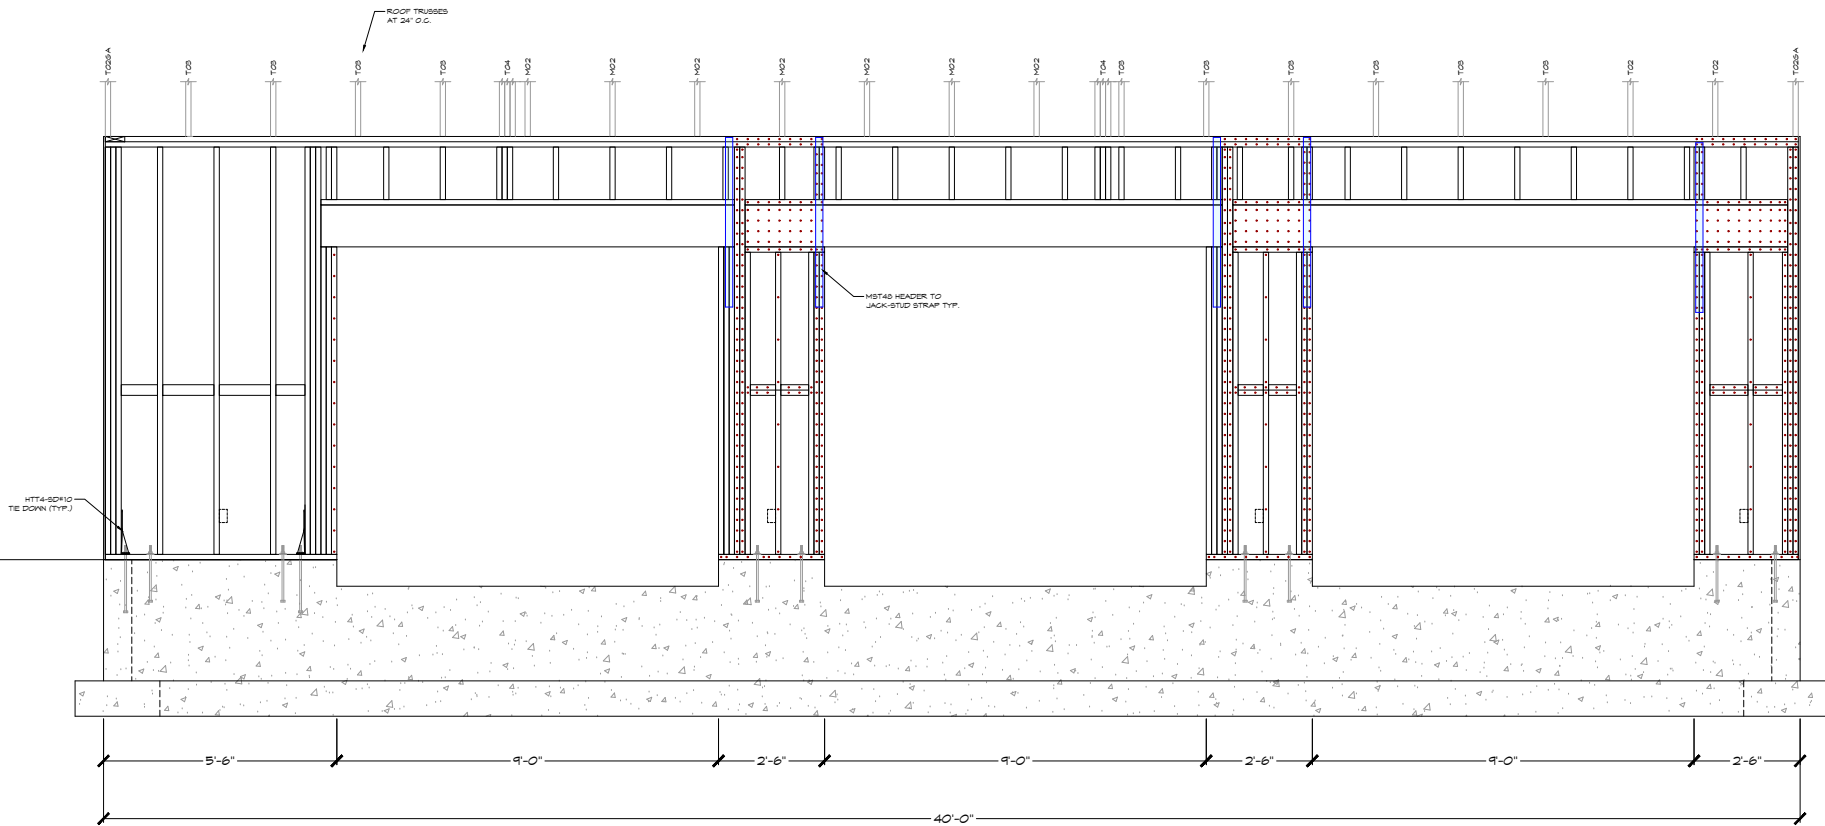 ROOF TRUSSES
AT 24" O.C.
T02GA
T03
T03
T03
T03
T04
M02
M02
M02
M02
M02
M02
M02
T04
T03
T03
T03
T03
T03
T03
T02
T02
T02GA
MST48 HEADER TO
JACK-STUD STRAP TYP.
HTT4-SD#10
TIE DOWN (TYP.)
5'-6"
9'-0"
2'-6"
9'-0"
2'-6"
9'-0"
2'-6"
40'-0"